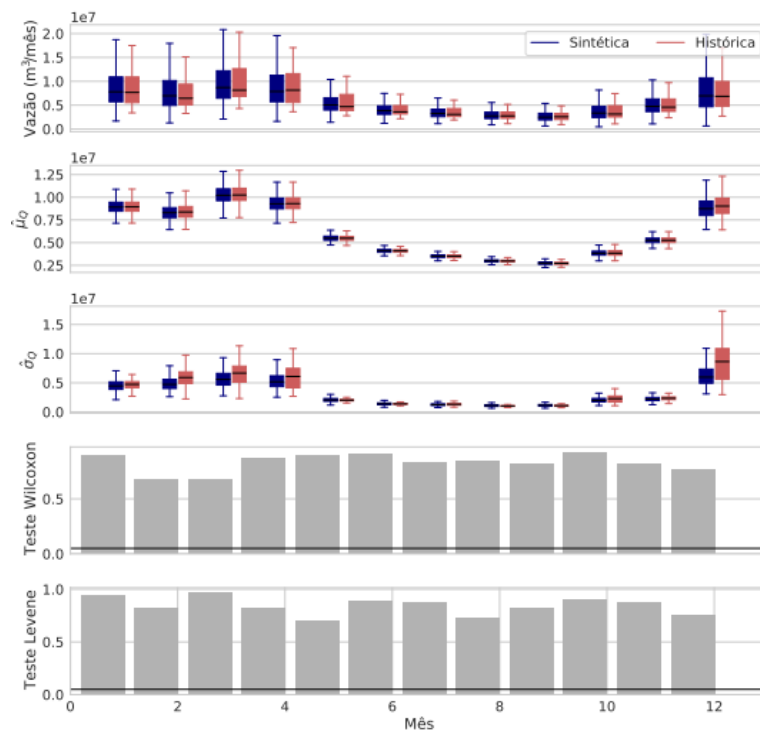 1e7
Vazão (m³/mês)
2.0
1.5
1.0
0.5
0.0
Sintética
Histórica
1e7
μ̂_Q
1.25
1.00
0.75
0.50
0.25
1e7
σ̂_Q
1.5
1.0
0.5
0.0
Teste Wilcoxon
0.5
0.0
Teste Levene
1.0
0.5
0.0
0 2 4 6 8 10 12
Mês